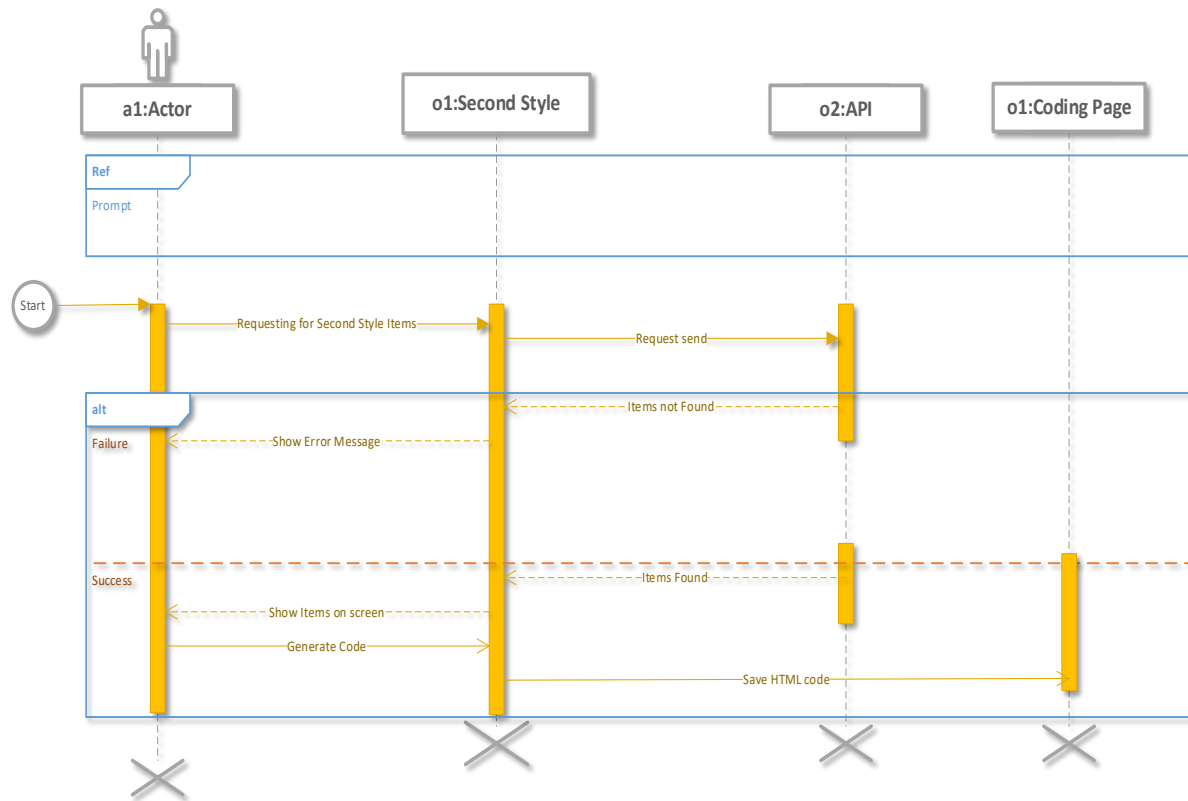 a1:Actor
o1:Second Style
o2:API
o1:Coding Page
Ref
Prompt
Start
Requesting for Second Style Items
Request send
alt
Items not Found
Failure
Show Error Message
Success
Items Found
Show Items on screen
Generate Code
Save HTML code